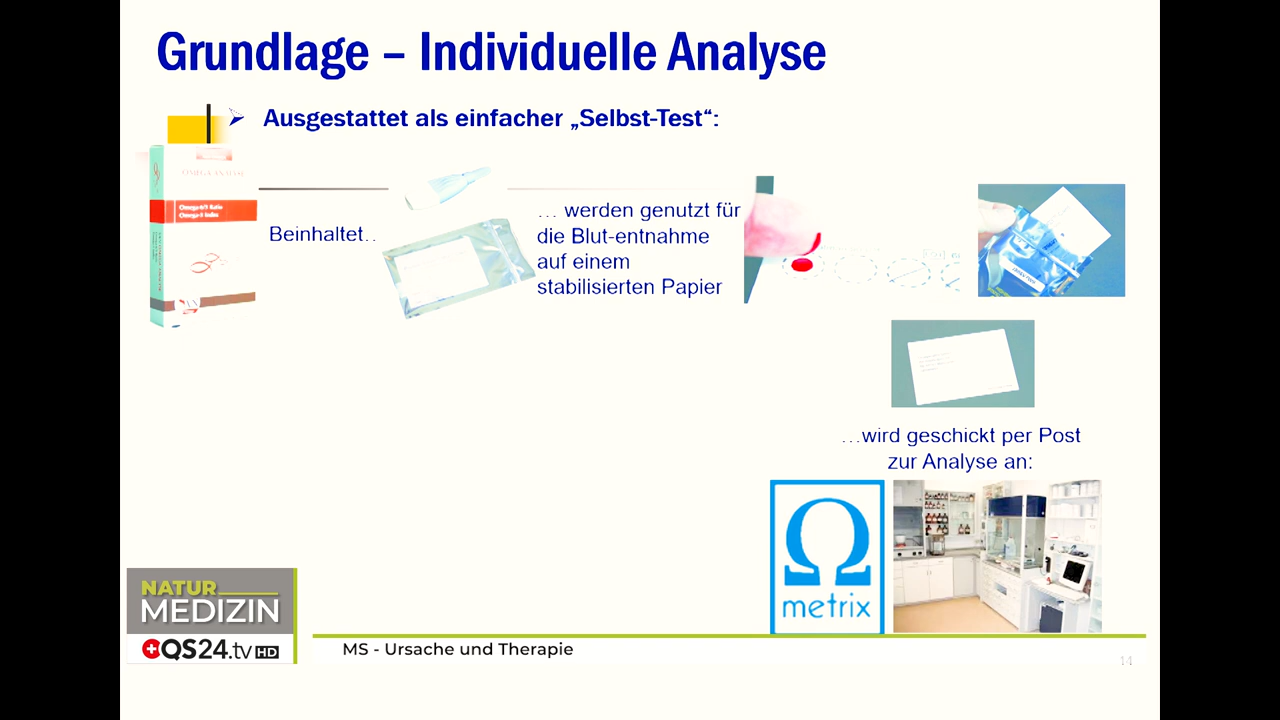 Grundlage – Individuelle Analyse
Ausgestattet als einfacher „Selbst-Test“:
OMEGA ANALYSE
Omega-6/3 Ratio
Omega-3 Index
Beinhaltet…
… werden genutzt für
die Blut-entnahme
auf einem
stabilisierten Papier
…wird geschickt per Post
zur Analyse an:
Ω
metrix
NATUR
MEDIZIN
QS24.tv HD
MS - Ursache und Therapie
14